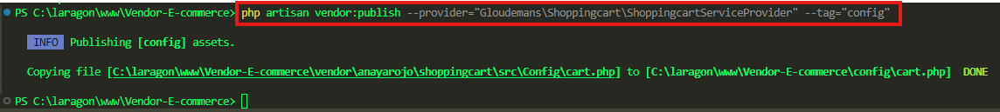 PS C:\laragon\www\Vendor-E-commerce> php artisan vendor:publish --provider="Gloudemans\Shoppingcart\ShoppingcartServiceProvider" --tag="config"
INFO Publishing [config] assets.
Copying file [C:\laragon\www\Vendor-E-commerce\vendor\anayarojo\shoppingcart\src\Config\cart.php] to [C:\laragon\www\Vendor-E-commerce\config\cart.php] DONE
PS C:\laragon\www\Vendor-E-commerce>